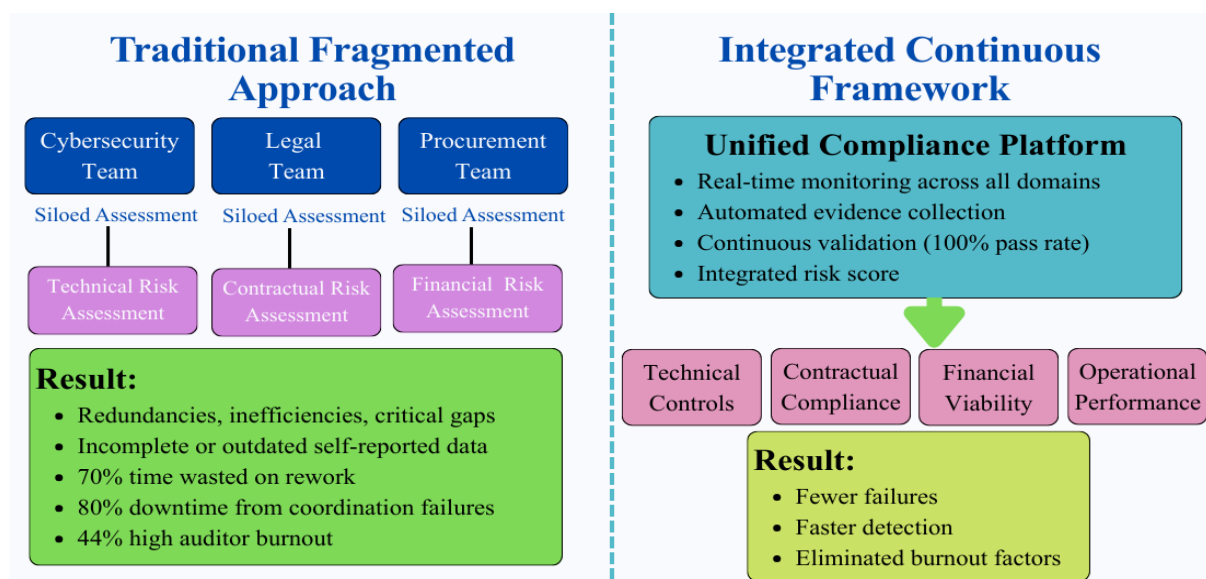 Traditional Fragmented
Approach
Cybersecurity
Team
Legal
Team
Procurement
Team
Siloed Assessment
Siloed Assessment
Siloed Assessment
Technical Risk
Assessment
Contractual Risk
Assessment
Financial Risk
Assessment
Result:
• Redundancies, inefficiencies, critical gaps
• Incomplete or outdated self-reported data
• 70% time wasted on rework
• 80% downtime from coordination failures
• 44% high auditor burnout
Integrated Continuous
Framework
Unified Compliance Platform
• Real-time monitoring across all domains
• Automated evidence collection
• Continuous validation (100% pass rate)
• Integrated risk score
Technical
Controls
Contractual
Compliance
Financial
Viability
Operational
Performance
Result:
• Fewer failures
• Faster detection
• Eliminated burnout factors